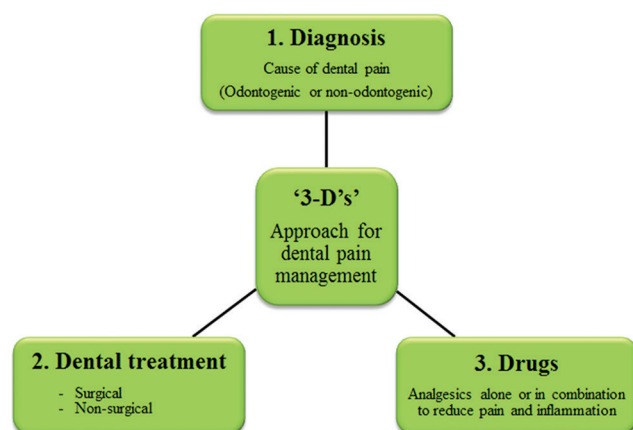 1. Diagnosis
Cause of dental pain
(Odontogenic or non-odontogenic)
‘3-D’s’
Approach for
dental pain
management
2. Dental treatment
- Surgical
- Non-surgical
3. Drugs
Analgesics alone or in combination
to reduce pain and inflammation